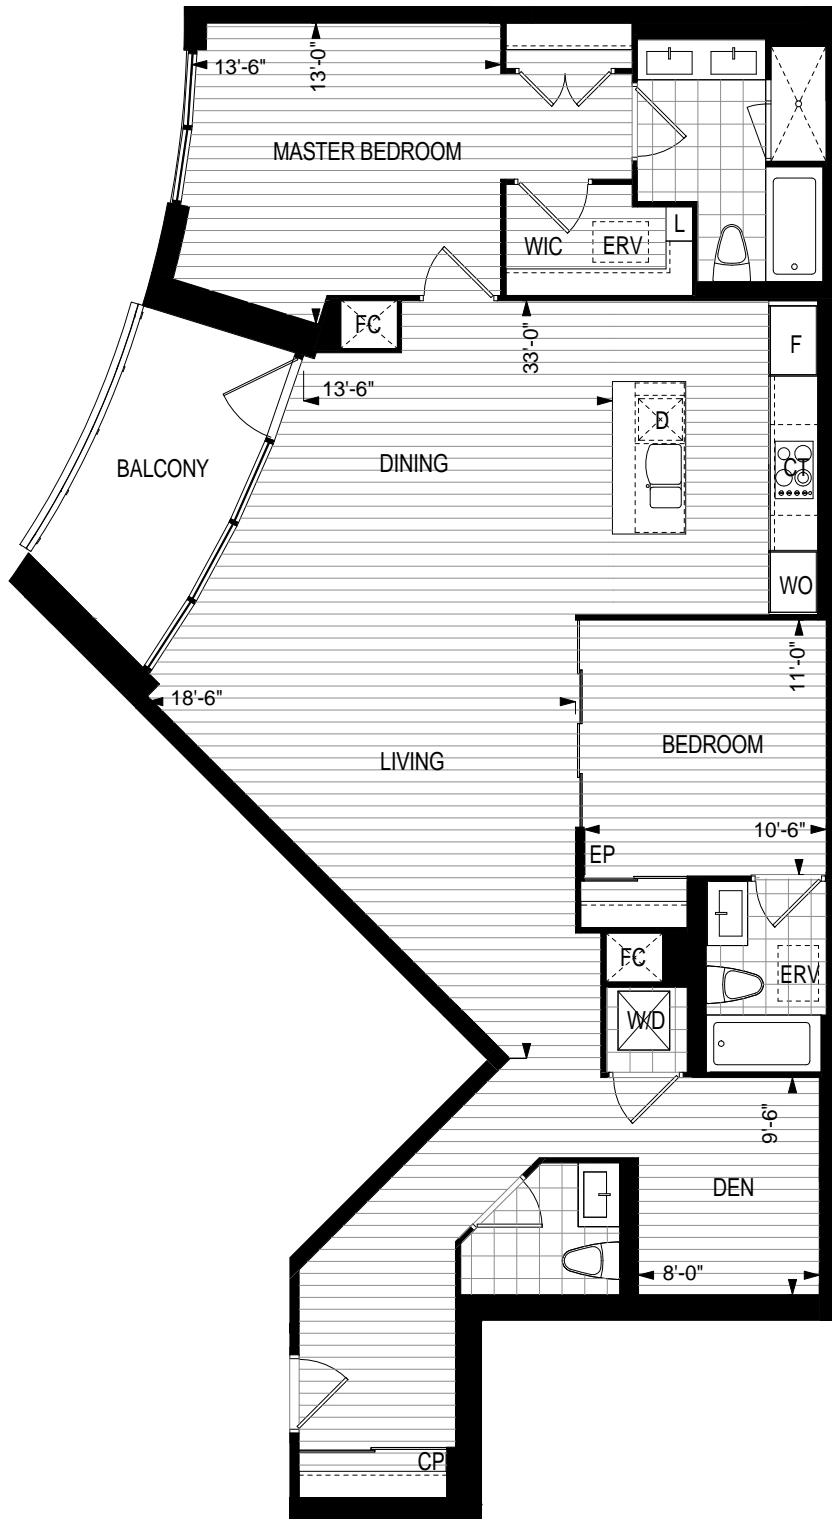 13'-6"
13'-0"
MASTER BEDROOM
L
WIC
ERV
FC
33'-0"
F
13'-6"
D
BALCONY
DINING
CT
WO
11'-0"
18'-6"
BEDROOM
LIVING
10'-6"
EP
FC
ERV
W/D
9'-6"
DEN
8'-0"
CP